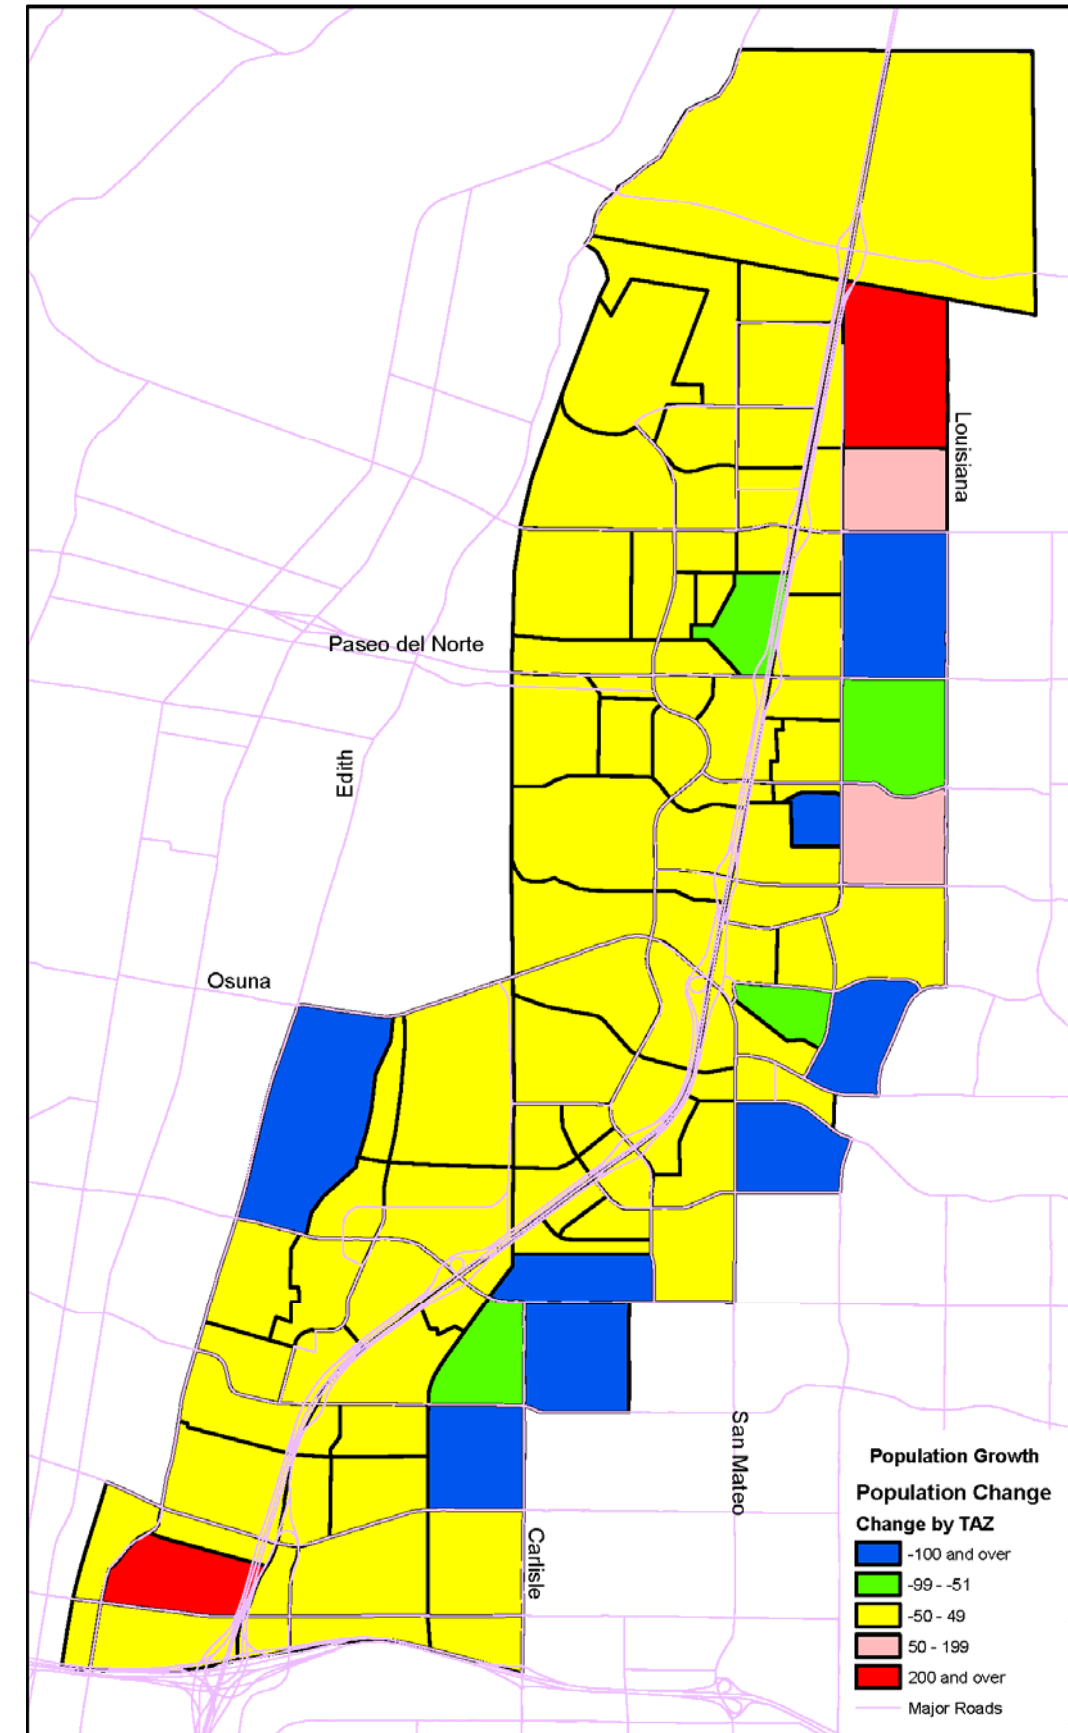 Louisiana
Paseo del Norte
Edith
Osuna
San Mateo
Carlisle
Population Growth
Population Change
Change by TAZ
-100 and over
-99 - -51
-50 - 49
50 - 199
200 and over
Major Roads